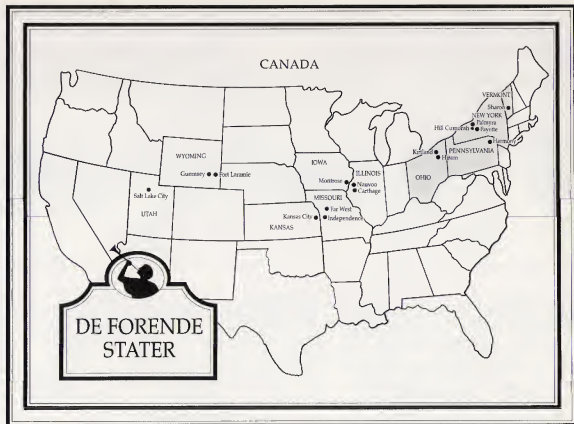 CANADA
VERMONT
Sharon
NEW YORK
Palmyra
Hill Cumorah
Fayette
Harmony
PENNSYLVANIA
Kirtland
Hiram
OHIO
WYOMING
Guernsey
Fort Laramie
IOWA
ILLINOIS
Montrose
Nauvoo
Carthage
MISSOURI
Far West
Independence
Kansas City
KANSAS
Salt Lake City
UTAH
DE FORENDE
STATER